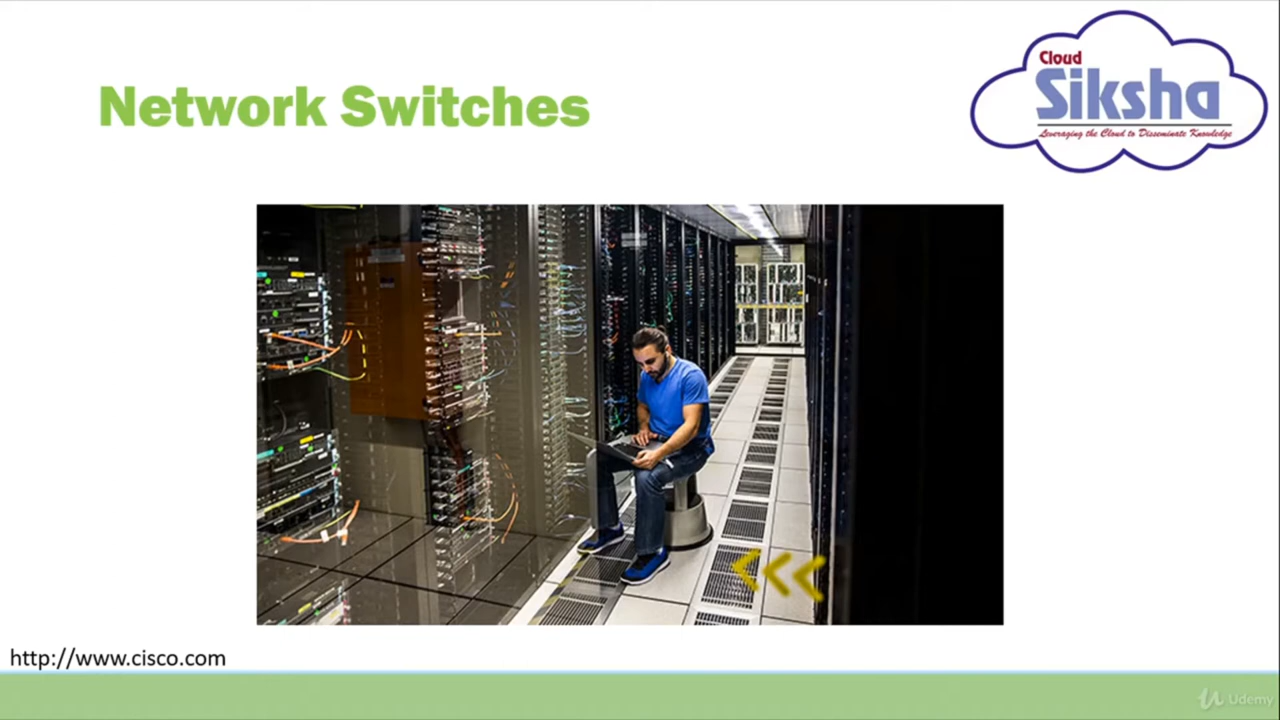 Network Switches
Cloud
Siksha
Leveraging the Cloud to Disseminate Knowledge
http://www.cisco.com
Udemy